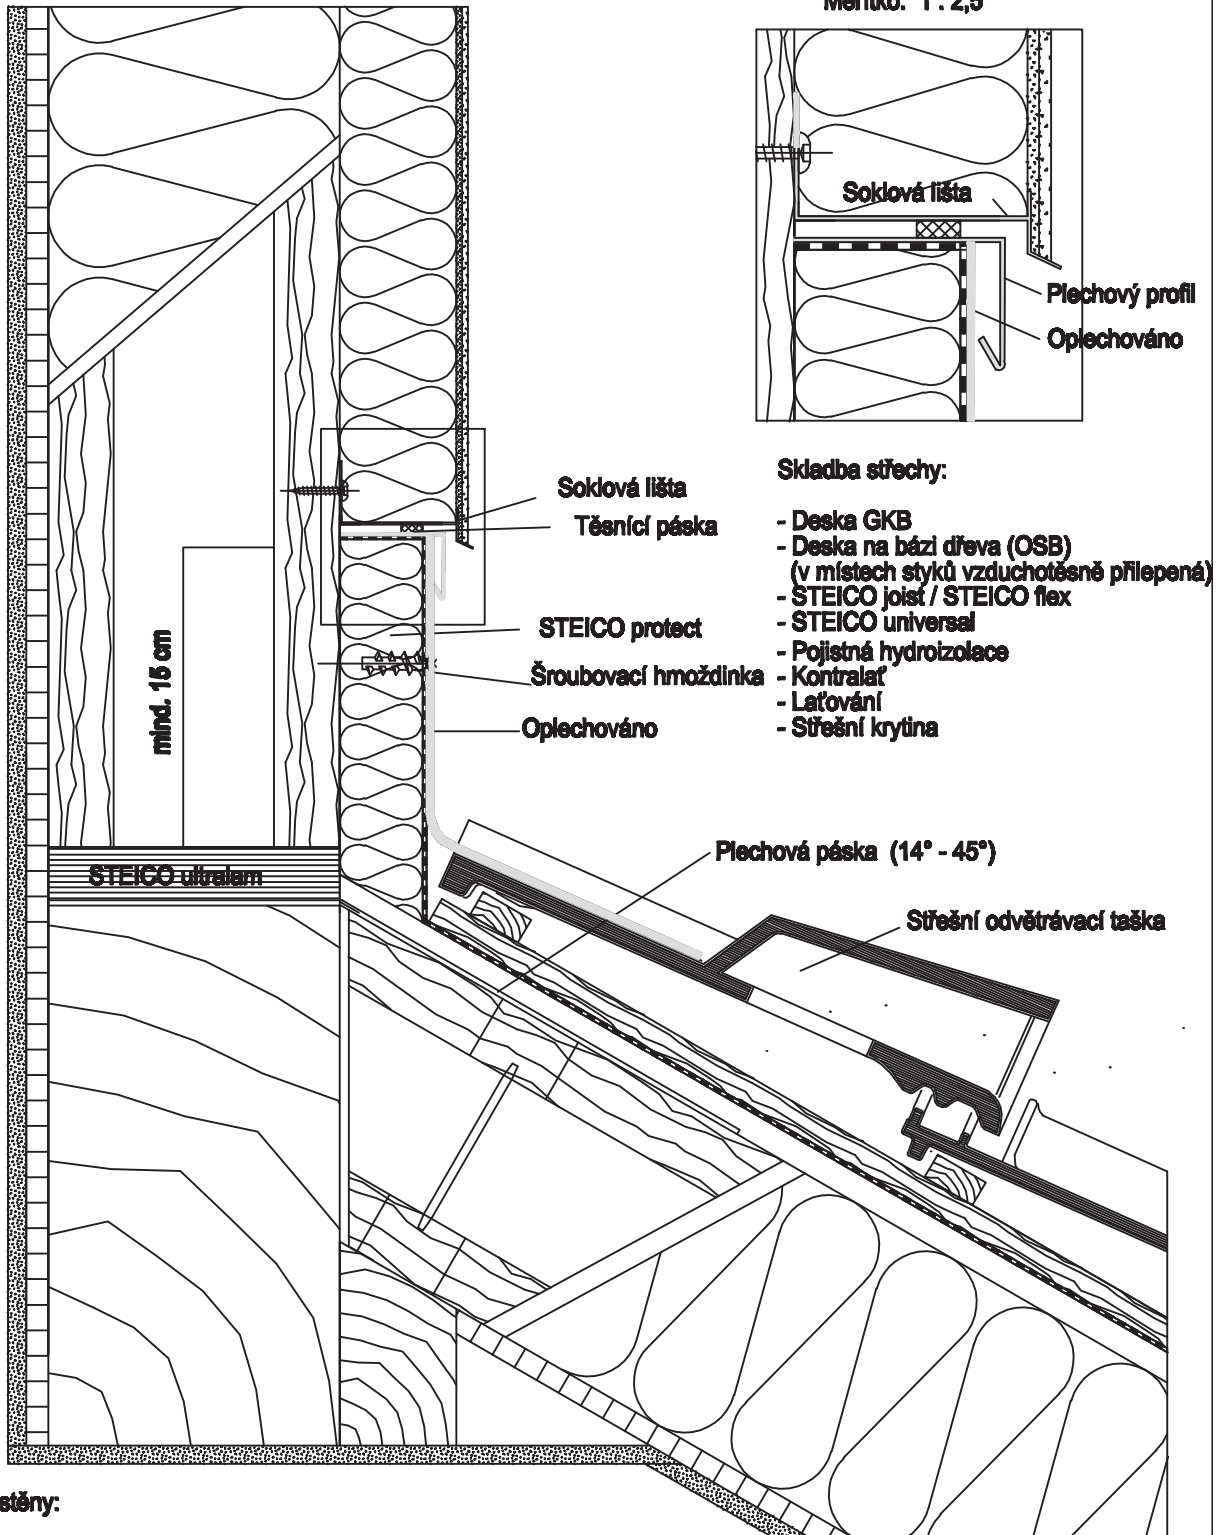 Měřítko: 1 : 2,5
Soklová lišta
Plechový profil
Oplechováno
Skladba střechy:
- Deska GKB
- Deska na bázi dřeva (OSB)
(v místech styků vzduchotěsně přilepená)
- STEICO joist / STEICO flex
- STEICO universal
- Pojistná hydroizolace
- Kontralať
- Laťování
- Střešní krytina
Soklová lišta
Těsnící páska
STEICO protect
Šroubovací hmoždinka
Oplechováno
mind. 15 cm
Plechová páska (14° - 45°)
STEICO ultralam
Střešní odvětrávací taška
stěny: